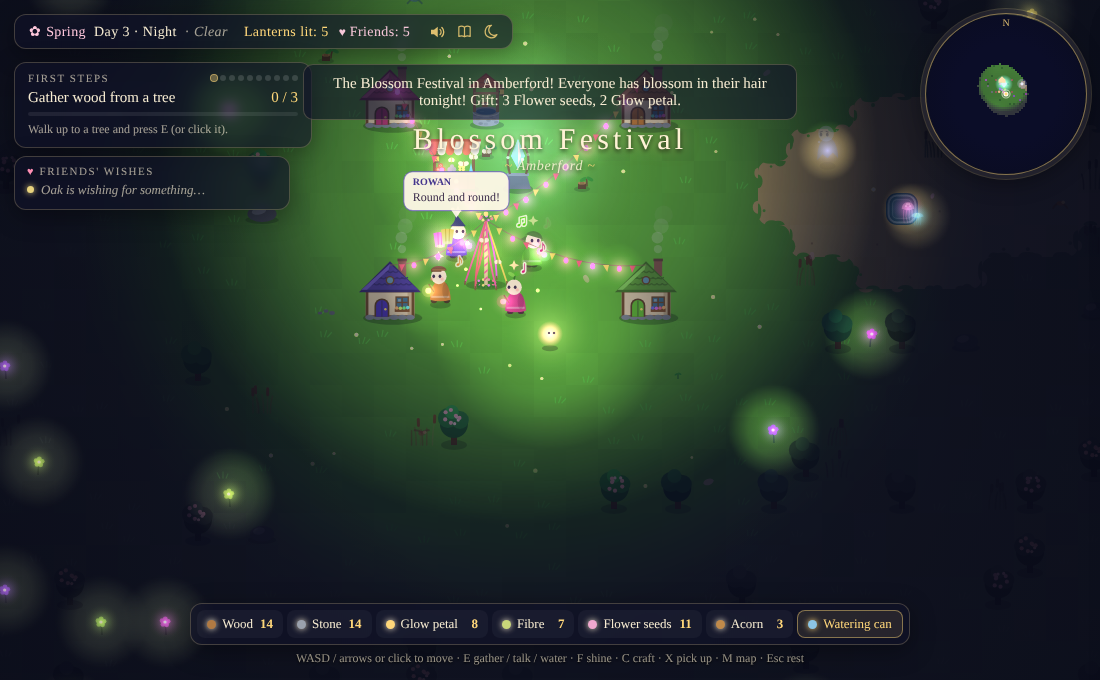 Spring Day 3 · Night · Clear Lanterns lit: 5 ♥ Friends: 5
N
FIRST STEPS
Gather wood from a tree 0 / 3
Walk up to a tree and press E (or click it).
♥ FRIENDS' WISHES
Oak is wishing for something…
The Blossom Festival in Amberford! Everyone has blossom in their hair
tonight! Gift: 3 Flower seeds, 2 Glow petal.
Blossom Festival
~ Amberford ~
ROWAN
Round and round!
Wood 14 Stone 14 Glow petal 8 Fibre 7 Flower seeds 11 Acorn 3 Watering can
WASD / arrows or click to move · E gather / talk / water · F shine · C craft · X pick up · M map · Esc rest